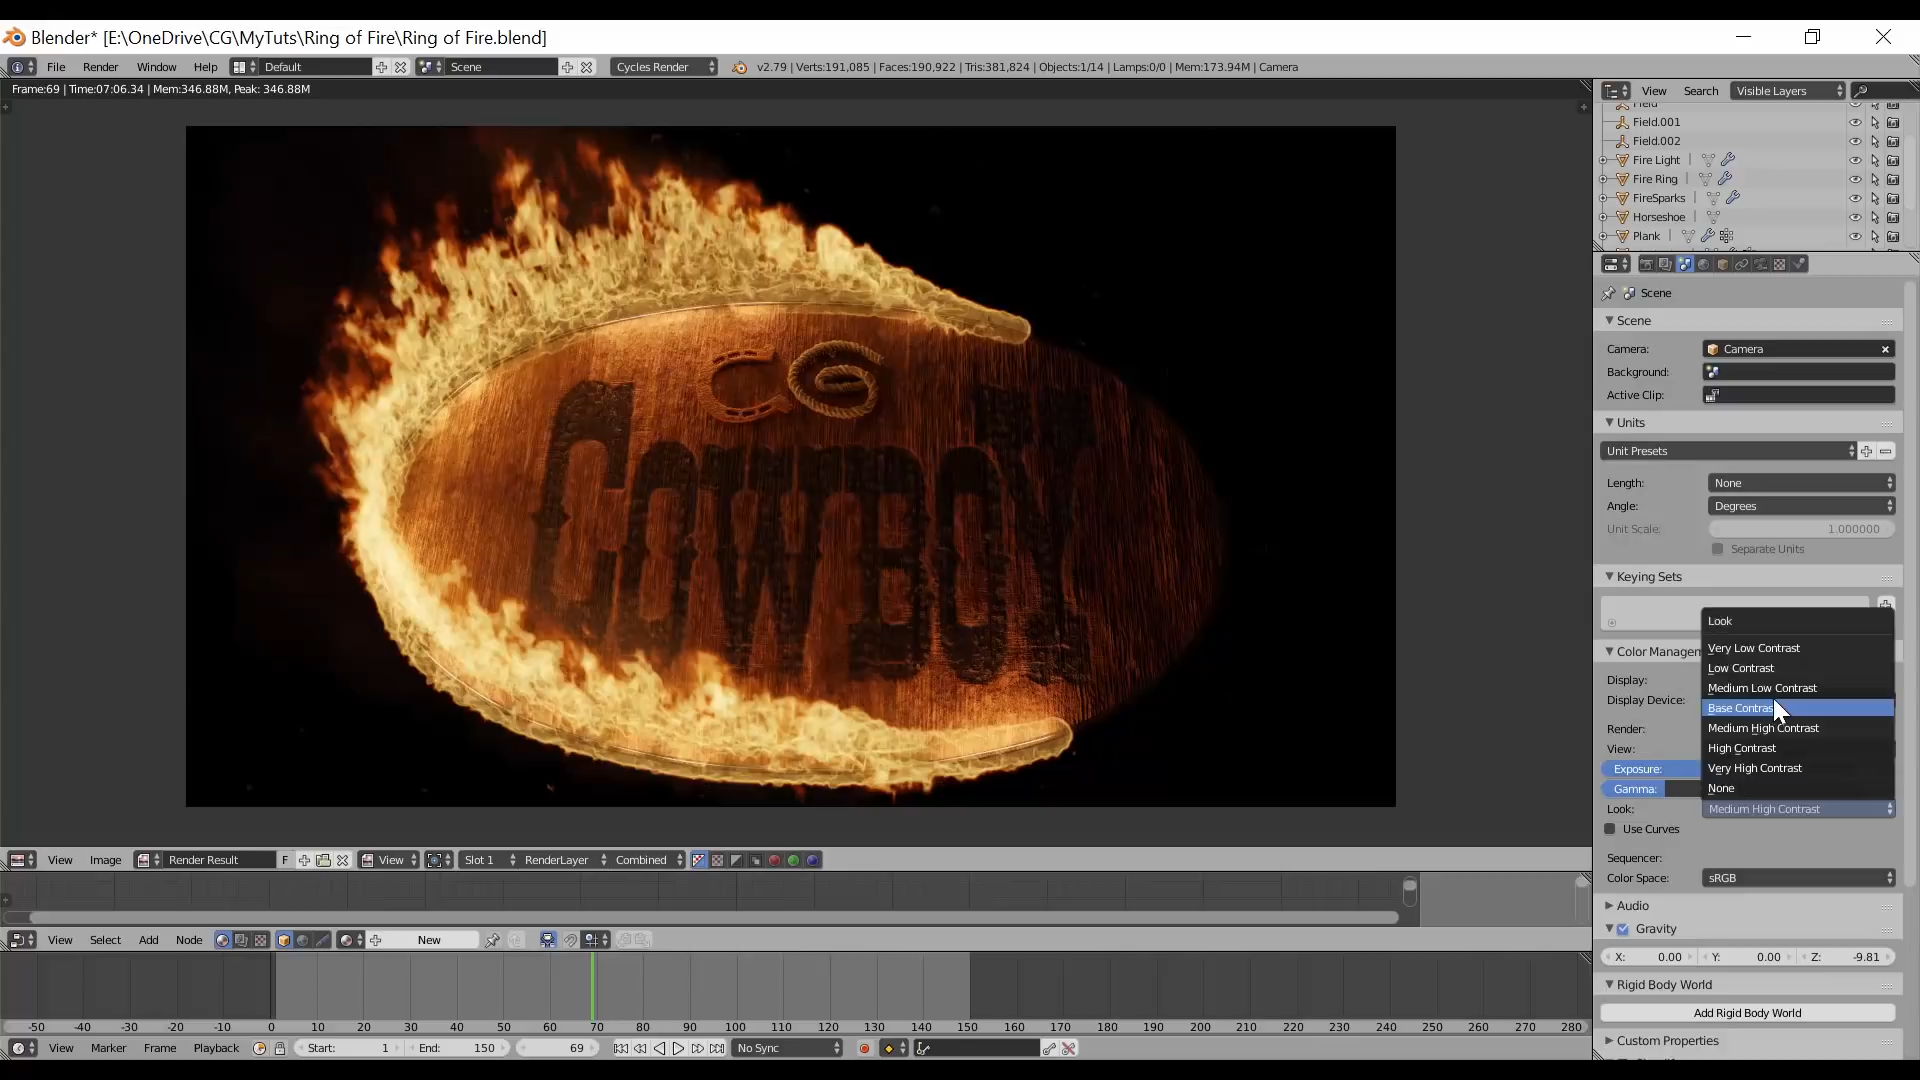 Blender* [E:\OneDrive\CG\MyTuts\Ring of Fire\Ring of Fire.blend]
File Render Window Help Default Scene Cycles Render v2.79 | Verts:191,085 | Faces:190,922 | Tris:381,824 | Objects:1/14 | Lamps:0/0 | Mem:173.94M | Camera
Frame:69 | Time:07:06.34 | Mem:346.88M, Peak: 346.88M
View Search Visible Layers
Field
Field.001
Field.002
Fire Light
Fire Ring
FireSparks
Horseshoe
Plank
CG
COWBOY
Scene
Scene
Camera: Camera
Background:
Active Clip:
Units
Unit Presets
Length: None
Angle: Degrees
Unit Scale: 1.000000
Separate Units
Keying Sets
Look
Very Low Contrast
Low Contrast
Medium Low Contrast
Base Contrast
Medium High Contrast
High Contrast
Very High Contrast
None
Color Manageme
Display:
Display Device:
Render:
View:
Exposure:
Gamma:
Look: Medium High Contrast
Use Curves
Sequencer:
Color Space: sRGB
Audio
Gravity
X: 0.00 Y: 0.00 Z: -9.81
Rigid Body World
Add Rigid Body World
Custom Properties
View Image Render Result F View Slot 1 RenderLayer Combined
View Select Add Node New
-50 -40 -30 -20 -10 0 10 20 30 40 50 60 70 80 90 100 110 120 130 140 150 160 170 180 190 200 210 220 230 240 250 260 270 280
View Marker Frame Playback Start: 1 End: 150 69 No Sync